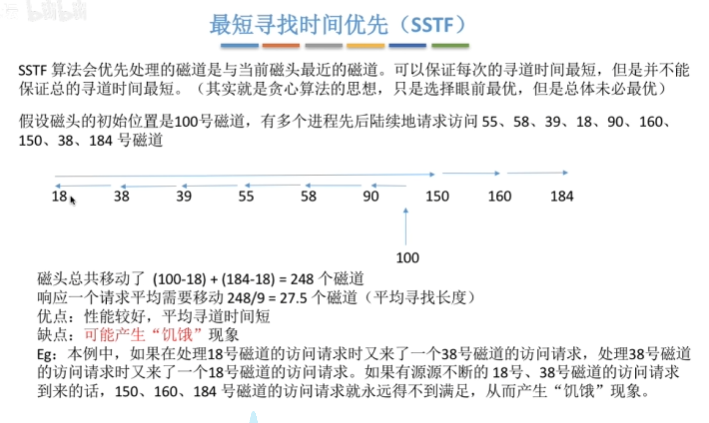 最短寻找时间优先（SSTF）
SSTF 算法会优先处理的磁道是与当前磁头最近的磁道。可以保证每次的寻道时间最短，但是并不能
保证总的寻道时间最短。（其实就是贪心算法的思想，只是选择眼前最优，但是总体未必最优）
假设磁头的初始位置是100号磁道，有多个进程先后陆续地请求访问 55、58、39、18、90、160、
150、38、184 号磁道
18 38 39 55 58 90 150 160 184
100
磁头总共移动了 (100-18) + (184-18) = 248 个磁道
响应一个请求平均需要移动 248/9 = 27.5 个磁道（平均寻找长度）
优点：性能较好，平均寻道时间短
缺点：可能产生“饥饿”现象
Eg：本例中，如果在处理18号磁道的访问请求时又来了一个38号磁道的访问请求，处理38号磁道
的访问请求时又来了一个18号磁道的访问请求。如果有源源不断的 18号、38号磁道的访问请求
到来的话，150、160、184 号磁道的访问请求就永远得不到满足，从而产生“饥饿”现象。